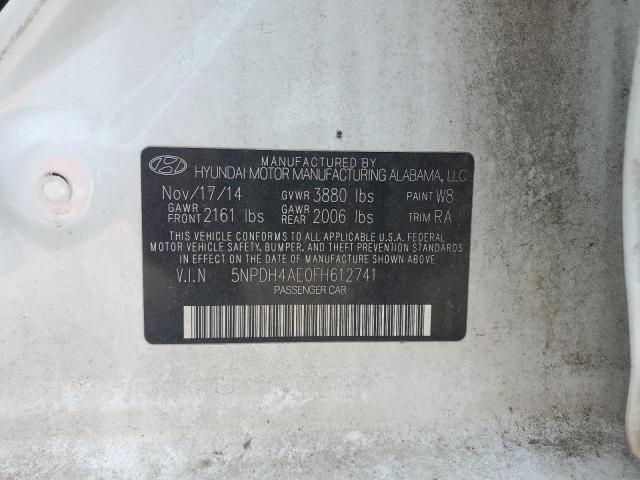 MANUFACTURED BY
HYUNDAI MOTOR MANUFACTURING ALABAMA, LLC
Nov/17/14 GVWR 3880 lbs PAINT W8
GAWR FRONT 2161 lbs GAWR REAR 2006 lbs TRIM RA
THIS VEHICLE CONFORMS TO ALL APPLICABLE U.S.A. FEDERAL
MOTOR VEHICLE SAFETY, BUMPER, AND THEFT PREVENTION STANDARDS
IN EFFECT ON THE DATE OF MANUFACTURE SHOWN ABOVE.
V.I.N 5NPDH4AE0FH612741
PASSENGER CAR